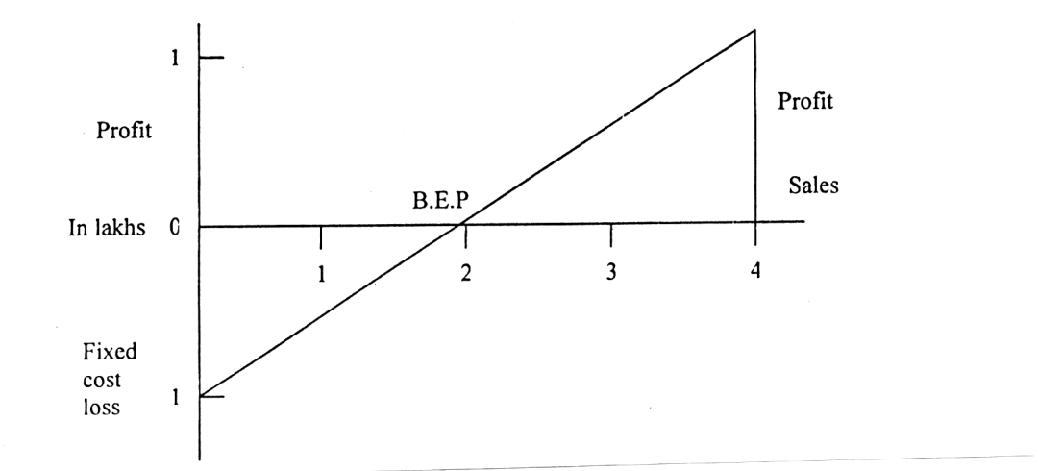 1
Profit
Profit
Sales
B.E.P
In lakhs 0
1 2 3 4
Fixed
cost
loss 1